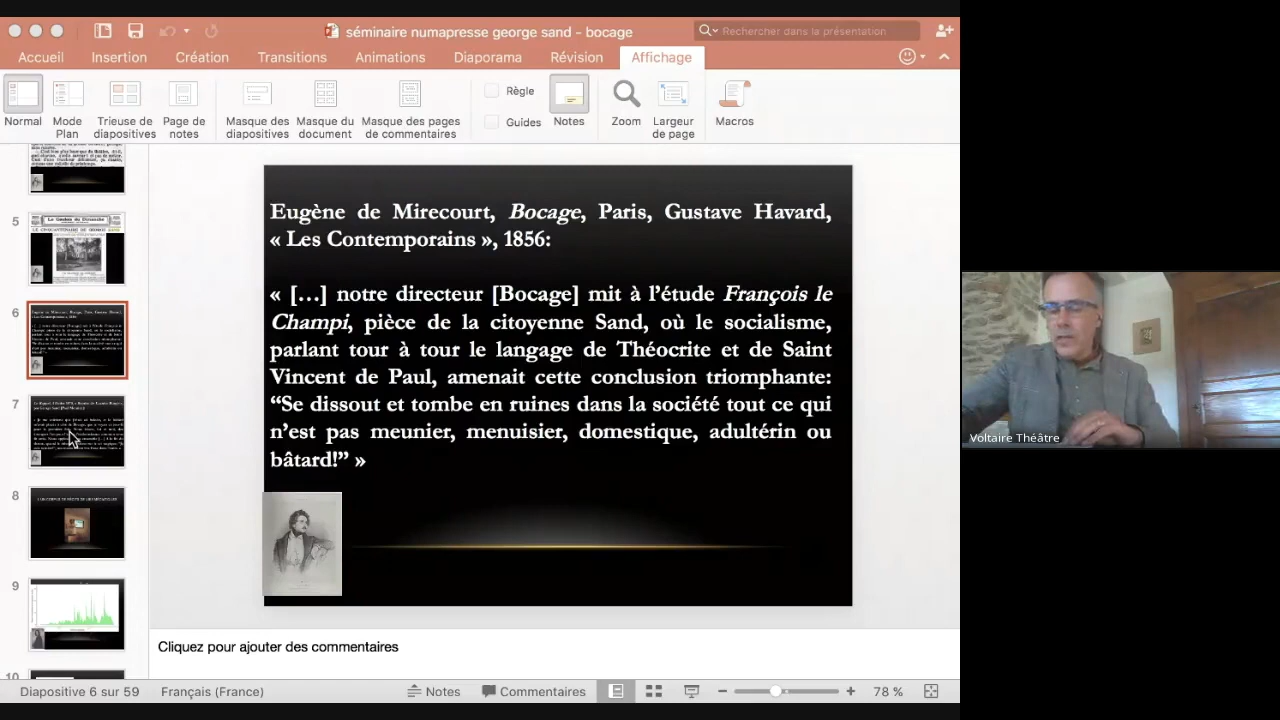 séminaire numapresse george sand - bocage
Rechercher dans la présentation
Accueil
Insertion
Création
Transitions
Animations
Diaporama
Révision
Affichage
Normal
Mode Plan
Trieuse de diapositives
Page de notes
Masque des diapositives
Masque du document
Masque des pages de commentaires
Règle
Guides
Notes
Zoom
Largeur de page
Macros
5
6
7
8
9
10
Eugène de Mirecourt, Bocage, Paris, Gustave Havard,
« Les Contemporains », 1856:
« […] notre directeur [Bocage] mit à l’étude François le
Champi, pièce de la citoyenne Sand, où le socialisme,
parlant tour à tour le langage de Théocrite et de Saint
Vincent de Paul, amenait cette conclusion triomphante:
“Se dissout et tombe en ruines dans la société tout ce qui
n’est pas meunier, menuisier, domestique, adultérin ou
bâtard!” »
Cliquez pour ajouter des commentaires
Diapositive 6 sur 59
Français (France)
Notes
Commentaires
78 %
Voltaire Théâtre